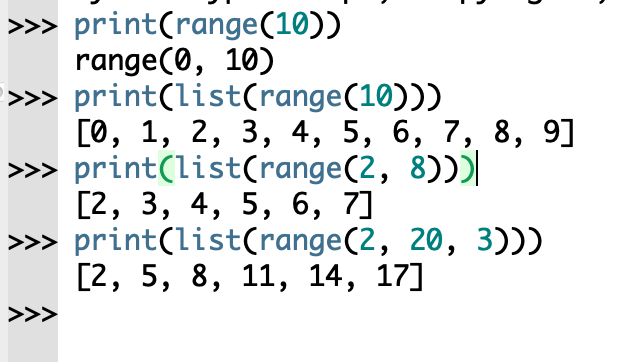 >>> print(range(10))
range(0, 10)
>>> print(list(range(10)))
[0, 1, 2, 3, 4, 5, 6, 7, 8, 9]
>>> print(list(range(2, 8)))
[2, 3, 4, 5, 6, 7]
>>> print(list(range(2, 20, 3)))
[2, 5, 8, 11, 14, 17]
>>>